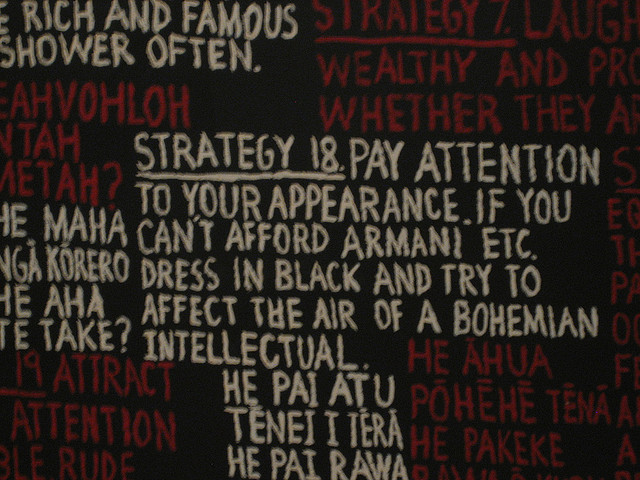 RICH AND FAMOUS
SHOWER OFTEN.
STRATEGY 7. LAUGH
WEALTHY AND
WHETHER THEY
EAHVOHLOH
NTAH
METAH?
STRATEGY 18. PAY ATTENTION
TO YOUR APPEARANCE. IF YOU
CAN'T AFFORD ARMANI ETC.
DRESS IN BLACK AND TRY TO
AFFECT THE AIR OF A BOHEMIAN
INTELLECTUAL.
HE MAHA
NGĀ KŌRERO
HE AHA
TE TAKE?
19 ATTRACT
ATTENTION
BLE. RUDE
HE PAI ATU
TĒNEI I TĒRĀ
HE PAI RAWA
HE ĀHUA
PŌHĒHĒ TĒNĀ
HE PAKEKE